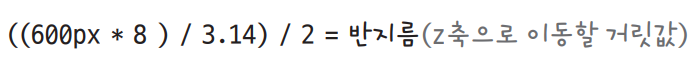 ((600px * 8 ) / 3.14) / 2 = 반지름(z축으로 이동할 거릿값)